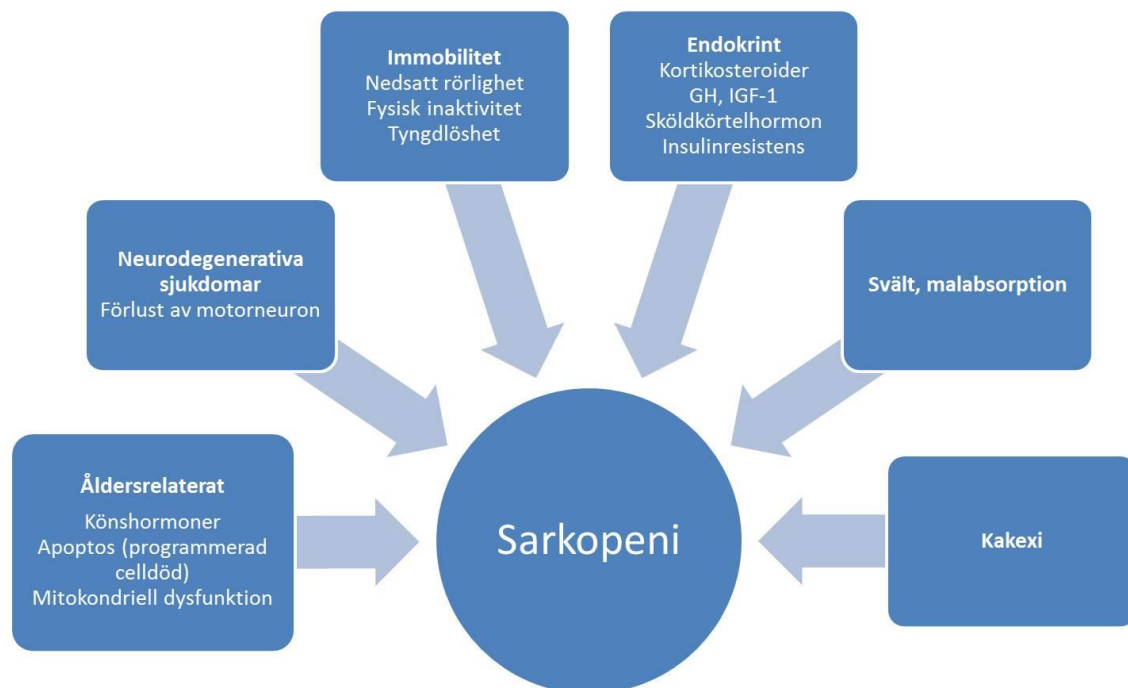 Immobilitet
Nedsatt rörlighet
Fysisk inaktivitet
Tyngdlöshet
Endokrint
Kortikosteroider
GH, IGF-1
Sköldkörtelhormon
Insulinresistens
Neurodegenerativa
sjukdomar
Förlust av motorneuron
Svält, malabsorption
Åldersrelaterat
Könshormoner
Apoptos (programmerad
celldöd)
Mitokondriell dysfunktion
Sarkopeni
Kakexi